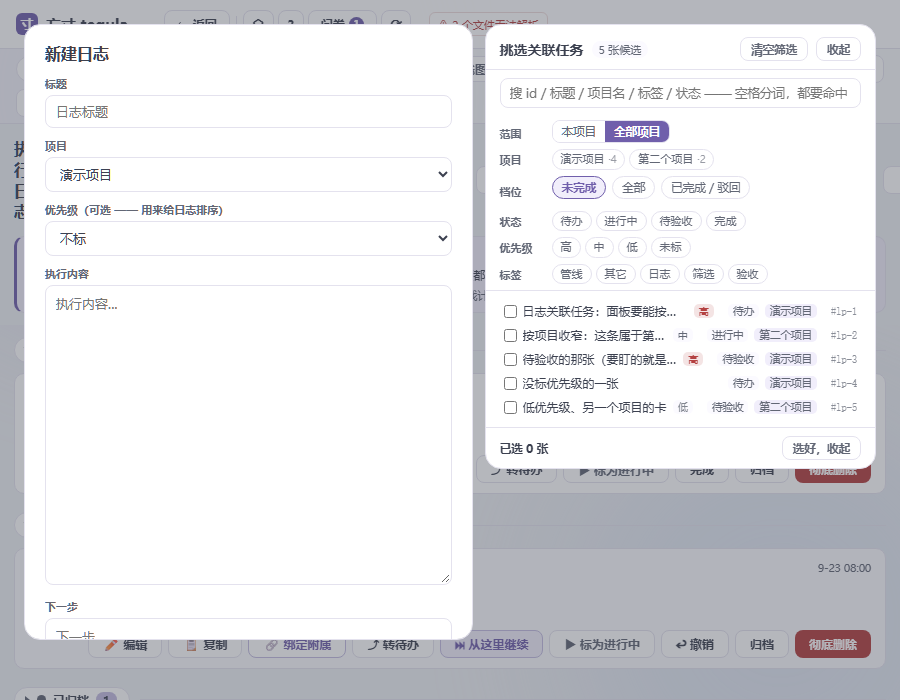 新建日志
标题
日志标题
项目
演示项目
优先级（可选 —— 用来给日志排序）
不标
执行内容
执行内容...
下一步
下一步
挑选关联任务 5 张候选 清空筛选 收起
搜 id / 标题 / 项目名 / 标签 / 状态 —— 空格分词，都要命中
范围 本项目 全部项目
项目 演示项目 ·4 第二个项目 ·2
档位 未完成 全部 已完成 / 驳回
状态 待办 进行中 待验收 完成
优先级 高 中 低 未标
标签 管线 其它 日志 筛选 验收
日志关联任务：面板要能按... 高 待办 演示项目 #lp-1
按项目收窄：这条属于第... 中 进行中 第二个项目 #lp-2
待验收的那张（要盯的就是... 高 待验收 演示项目 #lp-3
没标优先级的一张 待办 演示项目 #lp-4
低优先级、另一个项目的卡 低 待验收 第二个项目 #lp-5
已选 0 张 选好，收起
转待办 标为进行中 完成 归档 彻底删除
9-23 08:00
编辑 复制 绑定附属 转待办 从这里继续 标为进行中 撤销 归档 彻底删除
已归档 1